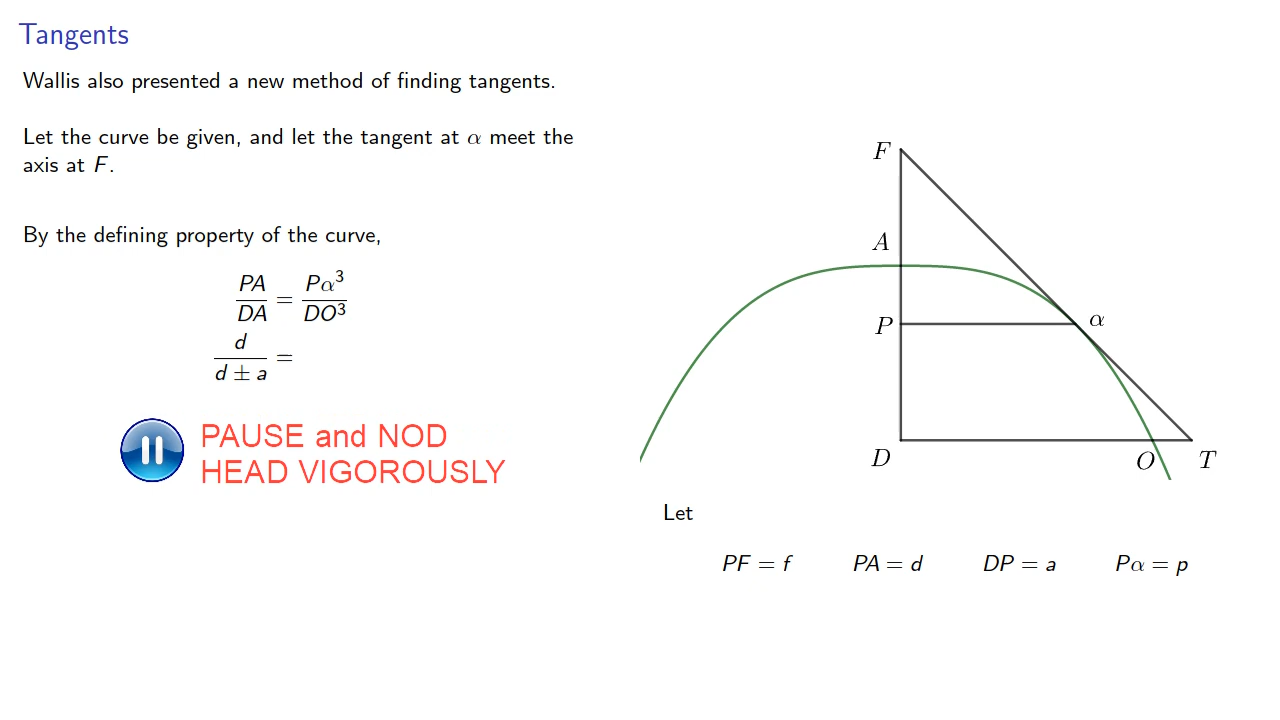 Tangents
Wallis also presented a new method of finding tangents.
Let the curve be given, and let the tangent at α meet the
axis at F.
By the defining property of the curve,
PA/DA = Pα³/DO³
d/(d ± a) =
PAUSE and NOD
HEAD VIGOROUSLY
F
A
P
α
D
O
T
Let
PF = f PA = d DP = a Pα = p